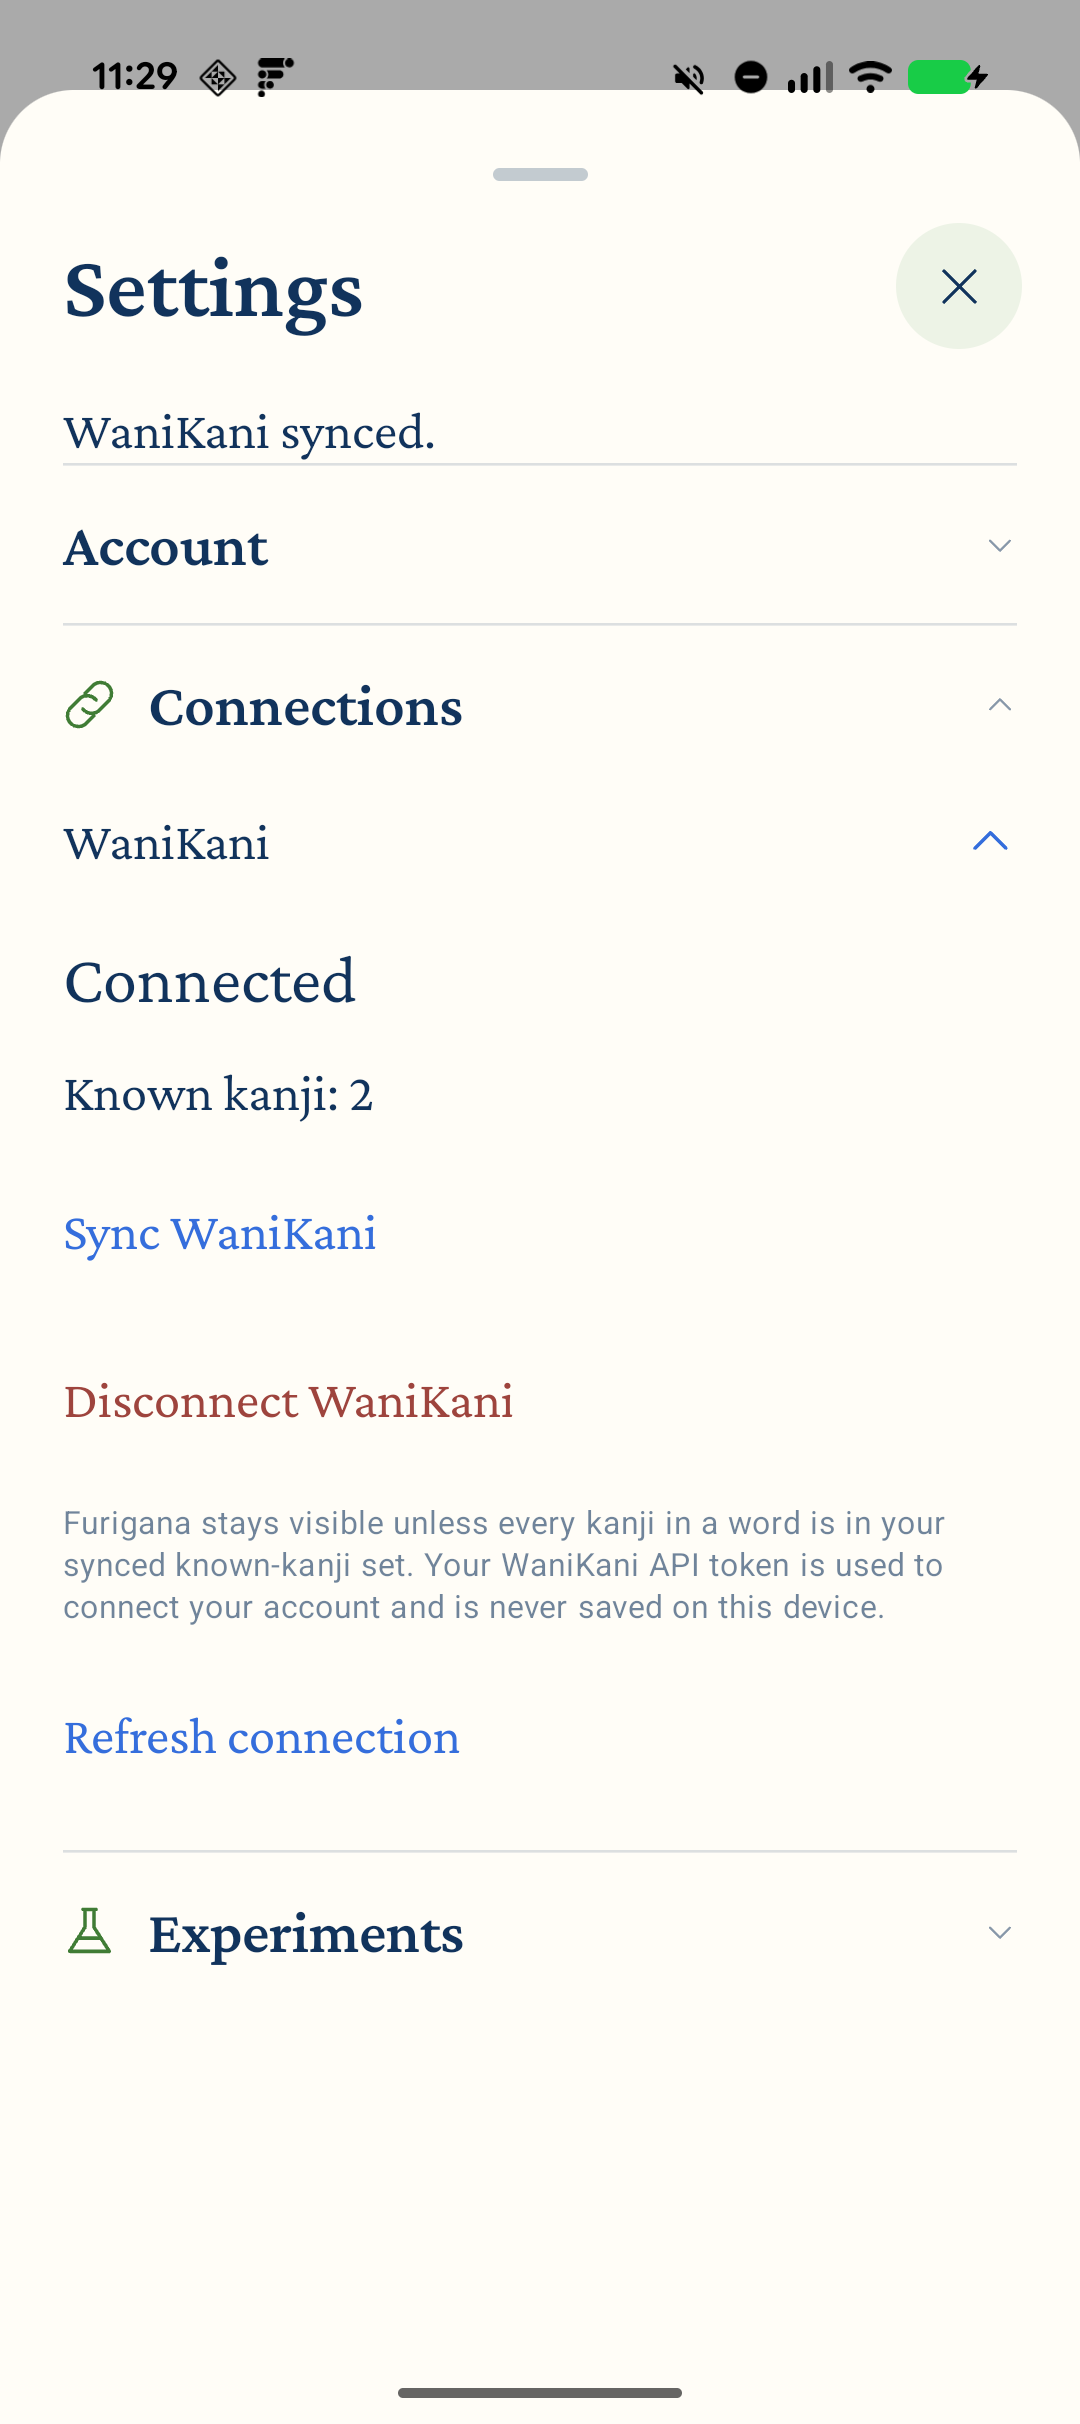 11:29
Settings
WaniKani synced.
Account
Connections
WaniKani
Connected
Known kanji: 2
Sync WaniKani
Disconnect WaniKani
Furigana stays visible unless every kanji in a word is in your
synced known-kanji set. Your WaniKani API token is used to
connect your account and is never saved on this device.
Refresh connection
Experiments